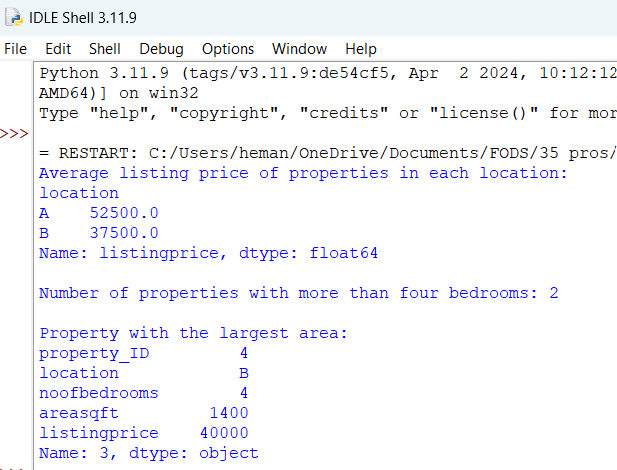 IDLE Shell 3.11.9
File Edit Shell Debug Options Window Help
Python 3.11.9 (tags/v3.11.9:de54cf5, Apr  2 2024, 10:12:12
AMD64)] on win32
Type "help", "copyright", "credits" or "license()" for mor
>>>
= RESTART: C:/Users/heman/OneDrive/Documents/FODS/35 pros/
Average listing price of properties in each location:
location
A    52500.0
B    37500.0
Name: listingprice, dtype: float64
Number of properties with more than four bedrooms: 2
Property with the largest area:
property_ID         4
location            B
noofbedrooms        4
areasqft         1400
listingprice    40000
Name: 3, dtype: object